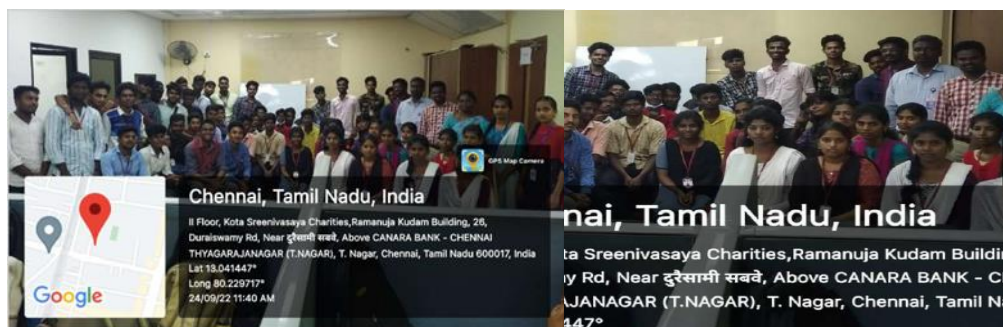 GPS Map Camera
Chennai, Tamil Nadu, India
II Floor, Kota Sreenivasaya Charities,Ramanuja Kudam Building, 26,
Duraiswamy Rd, Near दुरैसामी सबवे, Above CANARA BANK - CHENNAI
THYAGARAJANAGAR (T.NAGAR), T. Nagar, Chennai, Tamil Nadu 600017, India
Lat 13.041447°
Long 80.229717°
24/09/22 11:40 AM
Google
nai, Tamil Nadu, India
ta Sreenivasaya Charities,Ramanuja Kudam Buildi
y Rd, Near दुरैसामी सबवे, Above CANARA BANK - C
AJANAGAR (T.NAGAR), T. Nagar, Chennai, Tamil N
447°